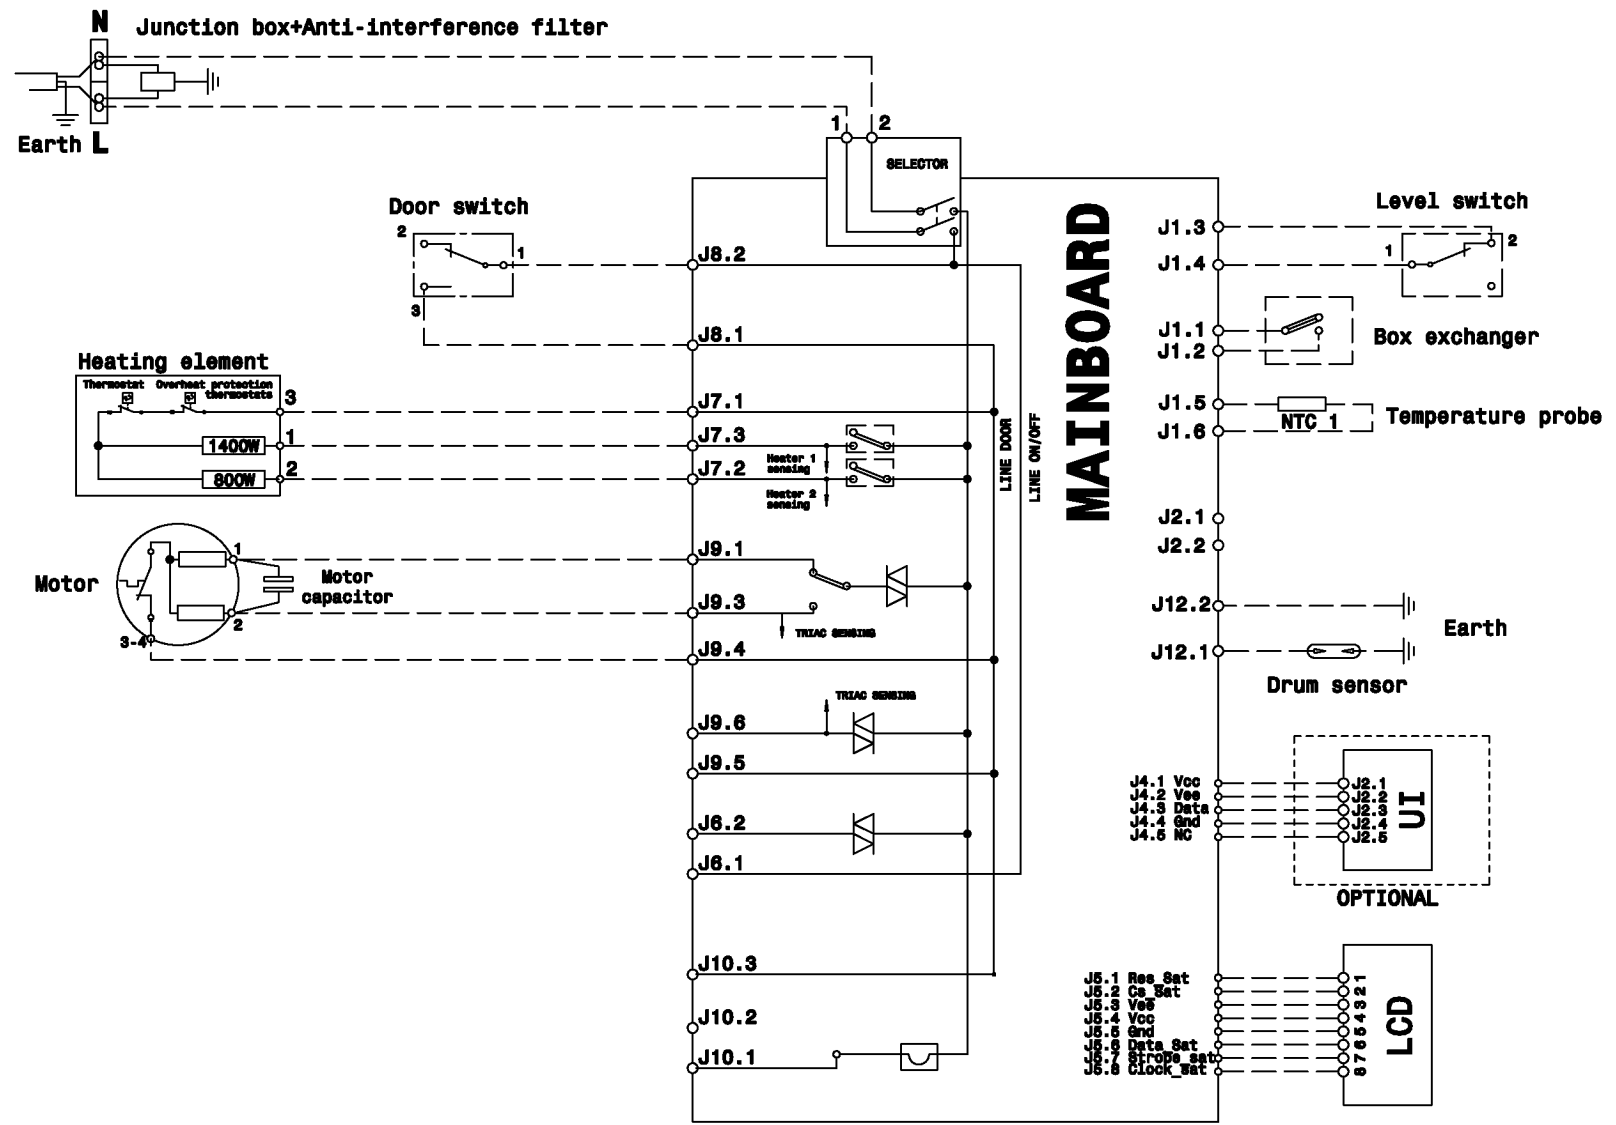 N
Junction box+Anti-interference filter
Earth L
1 2
SELECTOR
Door switch
2
1
3
J8.2
J8.1
Heating element
Thermostat Overheat protection
thermostats
3
1400W
1
800W
2
J7.1
J7.3
Heater 1
sensing
J7.2
Heater 2
sensing
LINE DOOR
LINE ON/OFF
MAINBOARD
Motor
1
2
3-4
Motor
capacitor
J9.1
J9.3
TRIAC SENSING
J9.4
TRIAC SENSING
J9.6
J9.5
J6.2
J6.1
J10.3
J10.2
J10.1
Level switch
J1.3
J1.4
1
2
J1.1
J1.2
Box exchanger
J1.5
J1.6
NTC 1
Temperature probe
J2.1
J2.2
J12.2
Earth
J12.1
Drum sensor
J4.1 Vcc
J4.2 Vee
J4.3 Data
J4.4 Gnd
J4.5 NC
J2.1
J2.2
J2.3
J2.4
J2.5
UI
OPTIONAL
J5.1 Res_Sat
J5.2 Cs_Sat
J5.3 Vee
J5.4 Vcc
J5.5 Gnd
J5.6 Data_Sat
J5.7 Strobe_sat
J5.8 Clock_sat
1
2
3
4
5
6
7
8
LCD